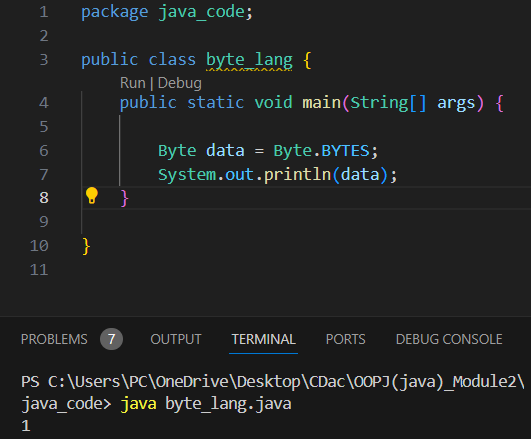 1 package java_code;
2
3 public class byte_lang {
Run | Debug
4 public static void main(String[] args) {
5
6 Byte data = Byte.BYTES;
7 System.out.println(data);
8 }
9
10 }
11
PROBLEMS 7 OUTPUT TERMINAL PORTS DEBUG CONSOLE
PS C:\Users\PC\OneDrive\Desktop\CDac\OOPJ(java)_Module2\
java_code> java byte_lang.java
1